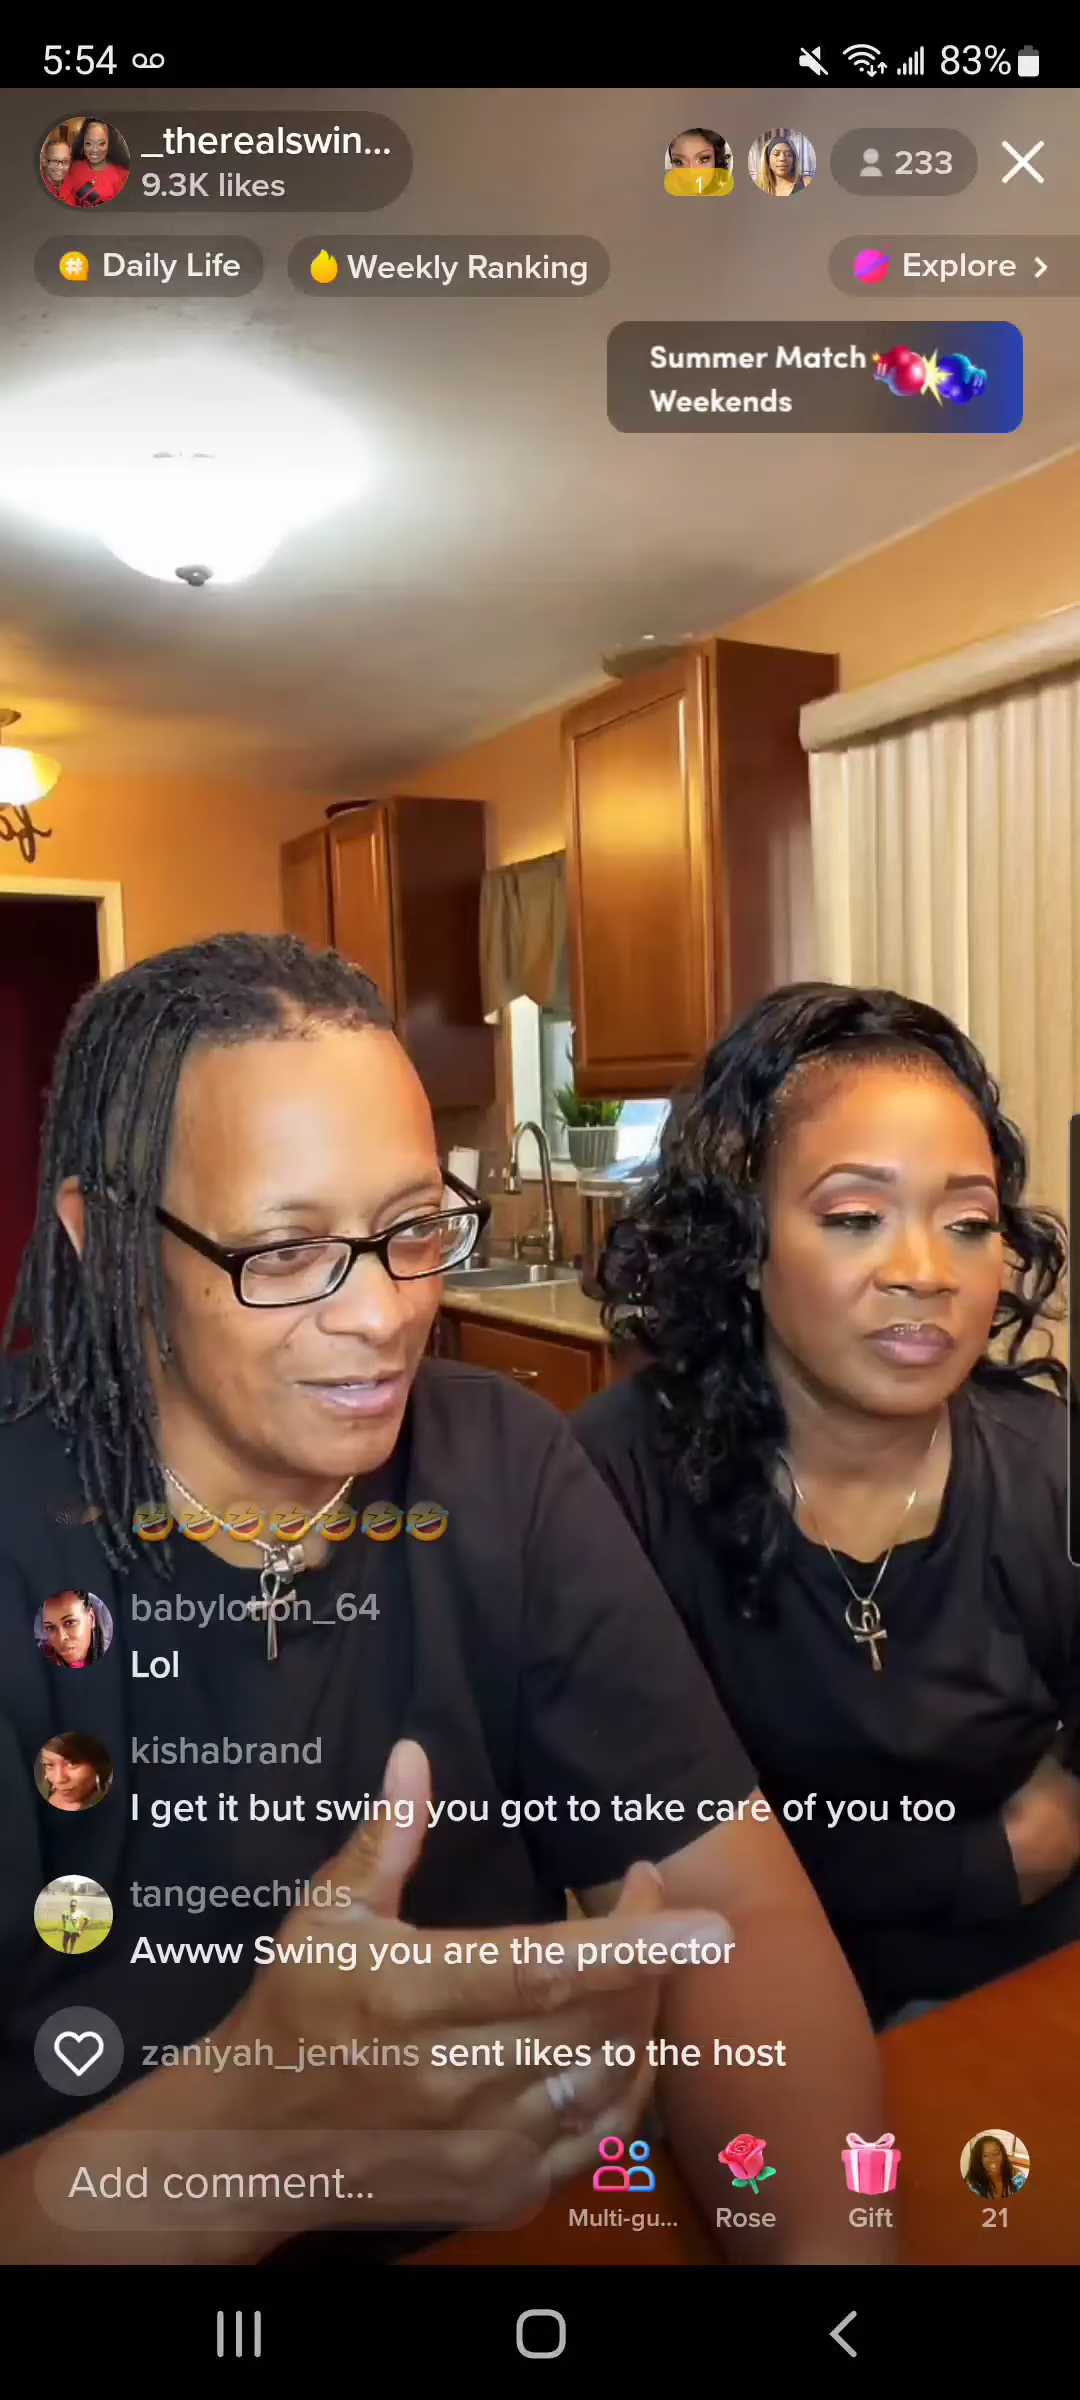 5:54
83%
_therealswin...
9.3K likes
1
233
Daily Life
Weekly Ranking
Explore >
Summer Match
Weekends
🤣🤣🤣🤣🤣🤣🤣
babylotion_64
Lol
kishabrand
I get it but swing you got to take care of you too
tangeechilds
Awww Swing you are the protector
zaniyah_jenkins sent likes to the host
Add comment...
Multi-gu...
Rose
Gift
21